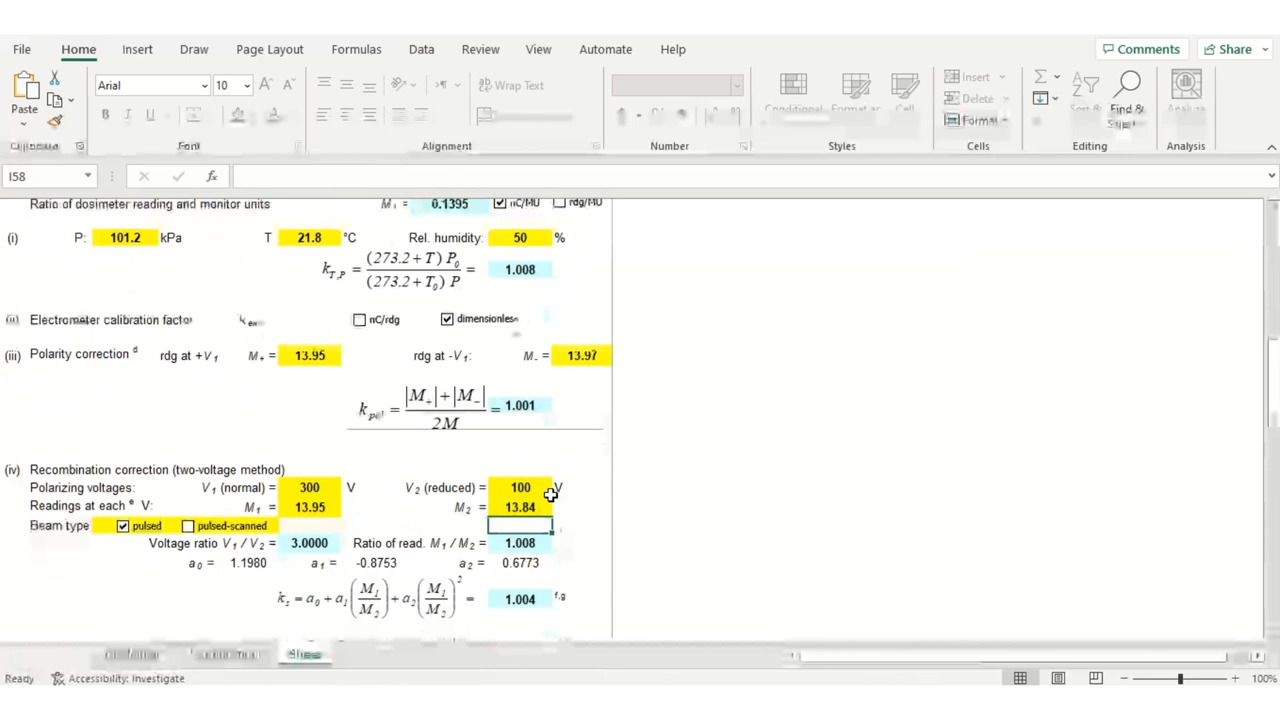 File Home Insert Draw Page Layout Formulas Data Review View Automate Help Comments Share
Paste Arial 10 Wrap Text Insert Delete Format Find & Select
Font Alignment Number Styles Cells Editing Analysis
I58 fx
Ratio of dosimeter reading and monitor units M₁ = 0.1395 nC/MU rdg/MU
(i) P: 101.2 kPa T 21.8 °C Rel. humidity: 50 %
k_T,P = (273.2 + T) P₀ / (273.2 + T₀) P = 1.008
(ii) Electrometer calibration factor k nC/rdg dimensionless
(iii) Polarity correction d rdg at +V₁ M₊ = 13.95 rdg at -V₁: M₋ = 13.97
k_pol = |M₊| + |M₋| / 2M = 1.001
(iv) Recombination correction (two-voltage method)
Polarizing voltages: V₁ (normal) = 300 V V₂ (reduced) = 100 V
Readings at each e V: M₁ = 13.95 M₂ = 13.84
Beam type pulsed pulsed-scanned
Voltage ratio V₁ / V₂ = 3.0000 Ratio of read. M₁ / M₂ = 1.008
a₀ = 1.1980 a₁ = -0.8753 a₂ = 0.6773
k_s = a₀ + a₁(M₁/M₂) + a₂(M₁/M₂)² = 1.004 f,g
Ready Accessibility: Investigate 100%